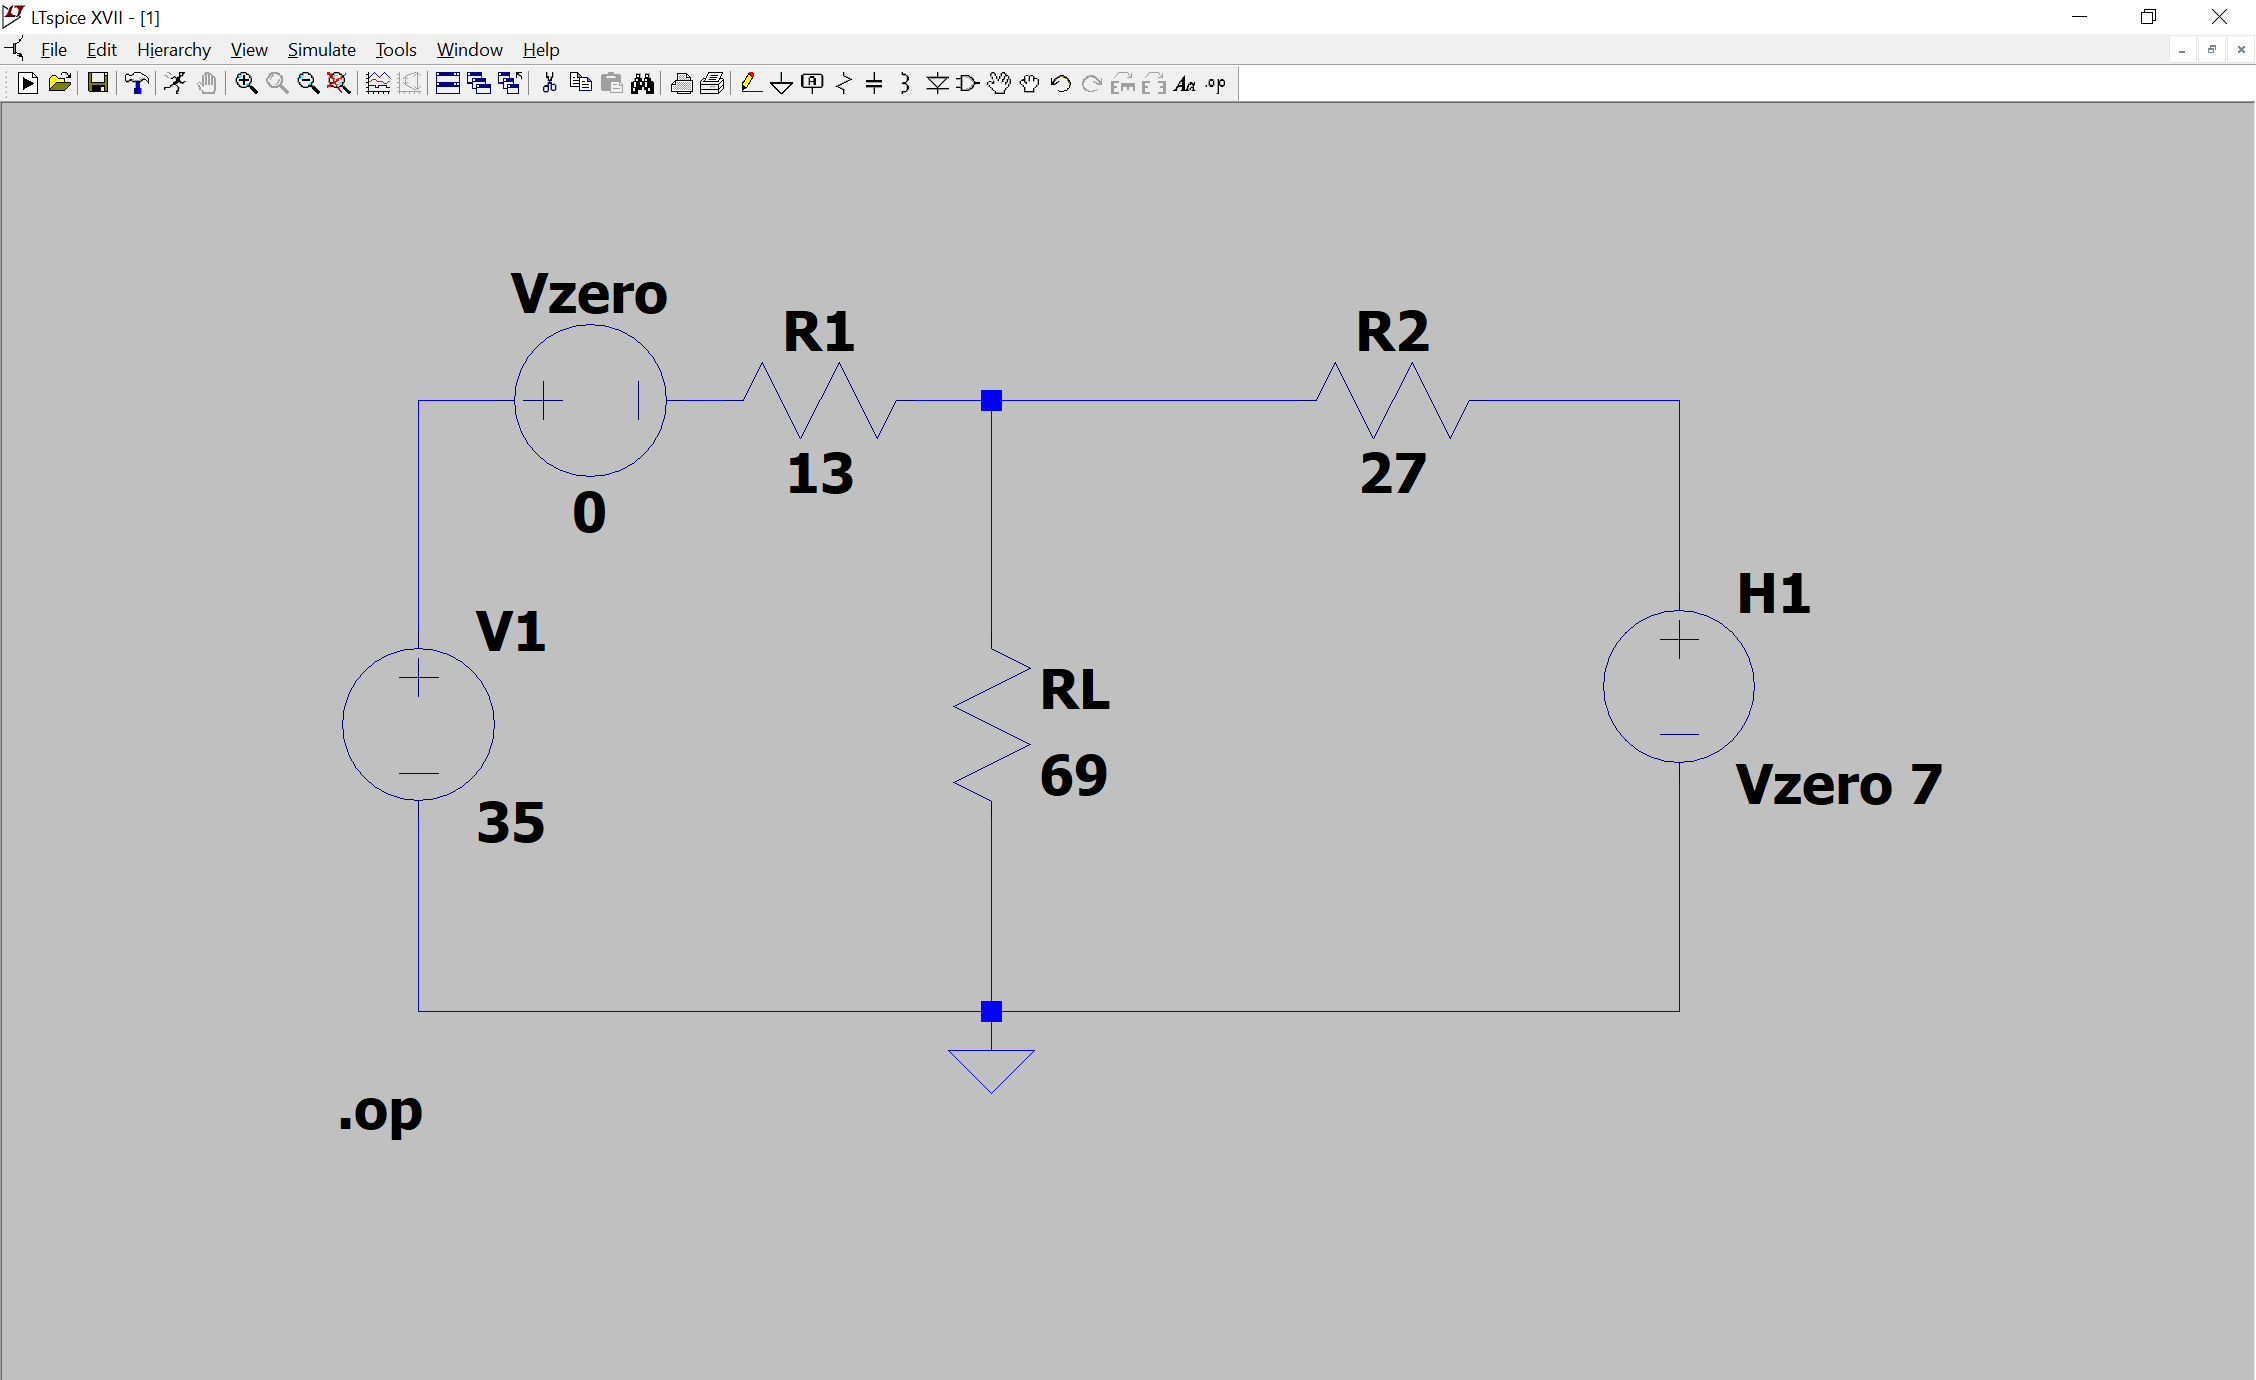 LTspice XVII - [1]
File Edit Hierarchy View Simulate Tools Window Help
.op
Vzero
R1
R2
13
27
0
H1
V1
RL
69
Vzero 7
35
.op